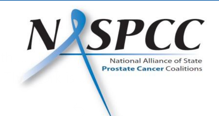 NASPCC
National Alliance of State
Prostate Cancer Coalitions